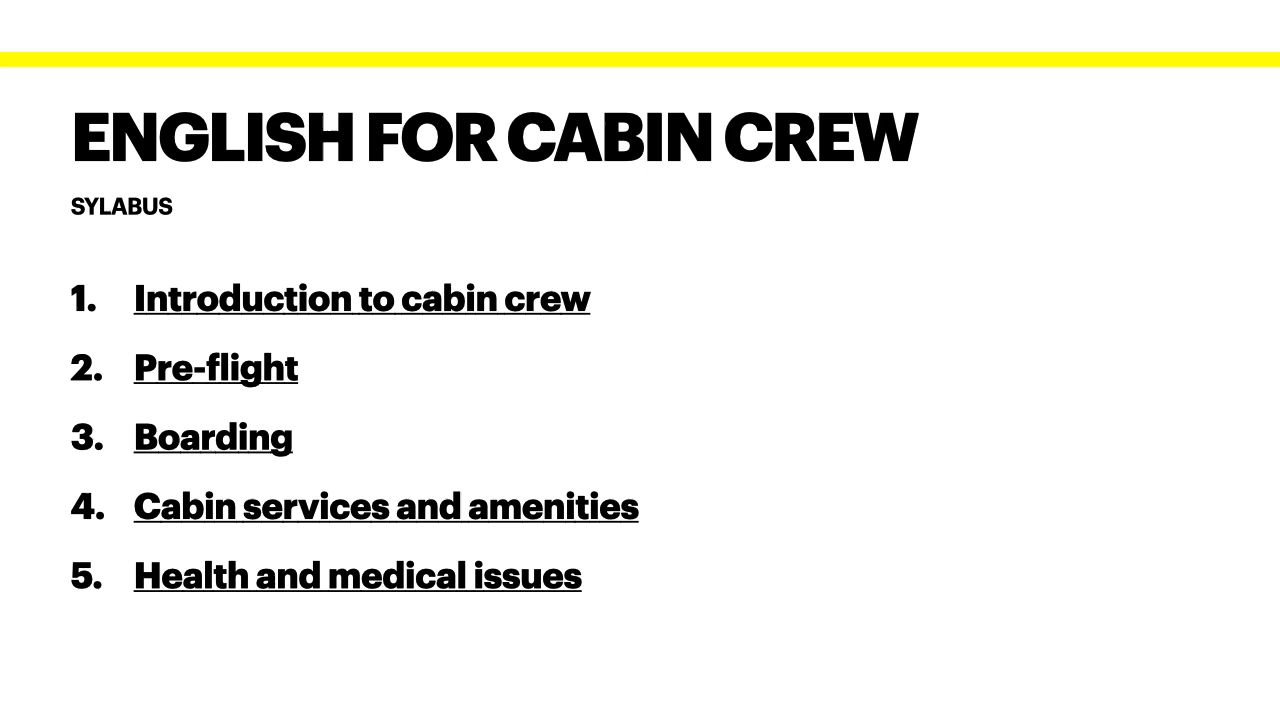 ENGLISH FOR CABIN CREW
SYLABUS
1. Introduction to cabin crew
2. Pre-flight
3. Boarding
4. Cabin services and amenities
5. Health and medical issues